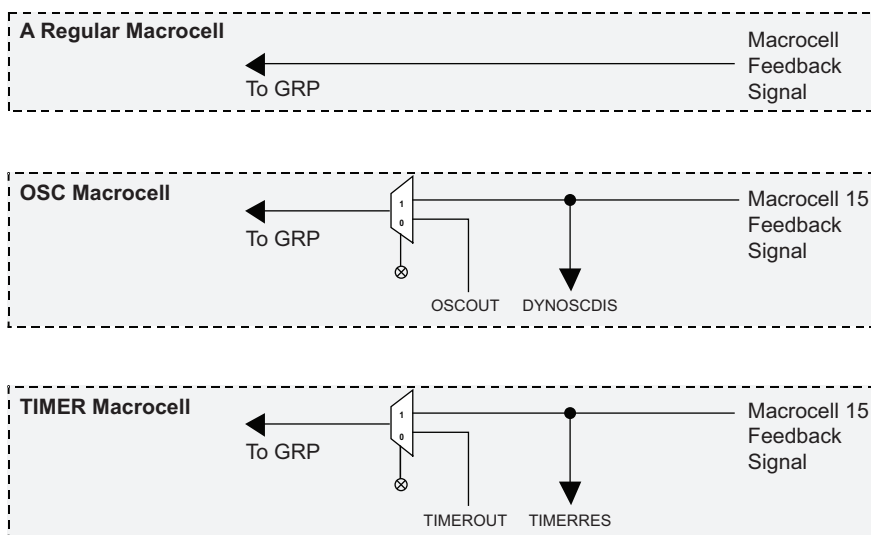 A Regular Macrocell
Macrocell
Feedback
Signal
To GRP
OSC Macrocell
1
0
Macrocell 15
Feedback
Signal
To GRP
OSCOUT
DYNOSCDIS
TIMER Macrocell
1
0
Macrocell 15
Feedback
Signal
To GRP
TIMEROUT
TIMERRES